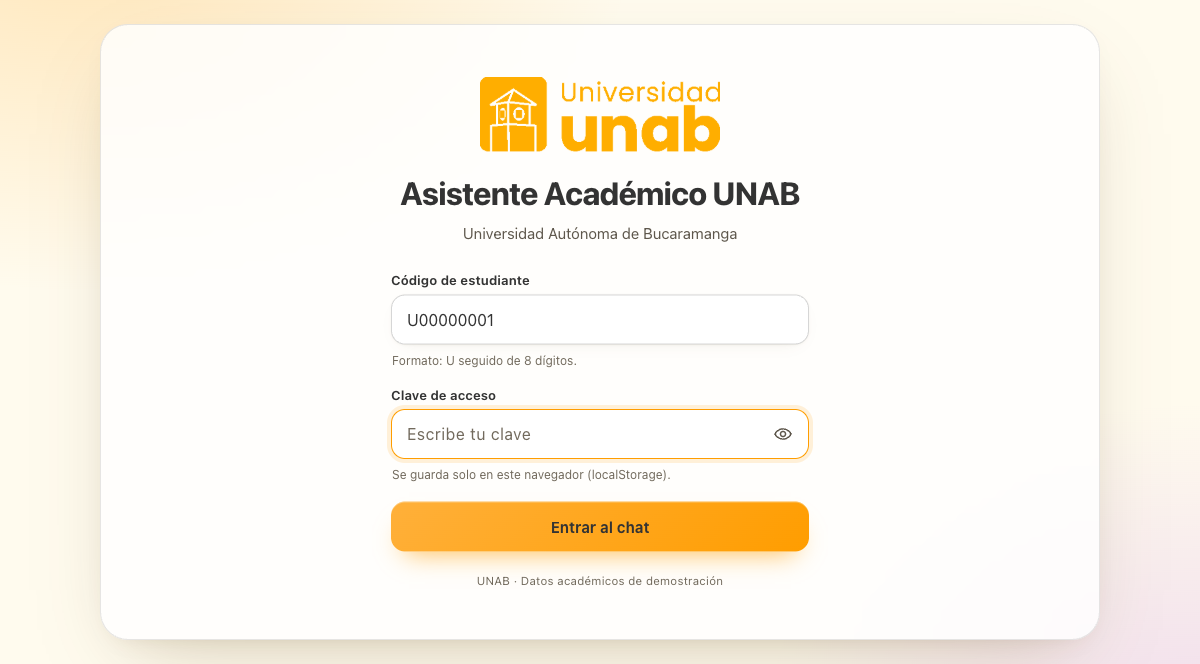 Universidad
unab
Asistente Académico UNAB
Universidad Autónoma de Bucaramanga
Código de estudiante
U00000001
Formato: U seguido de 8 dígitos.
Clave de acceso
Escribe tu clave
Se guarda solo en este navegador (localStorage).
Entrar al chat
UNAB · Datos académicos de demostración